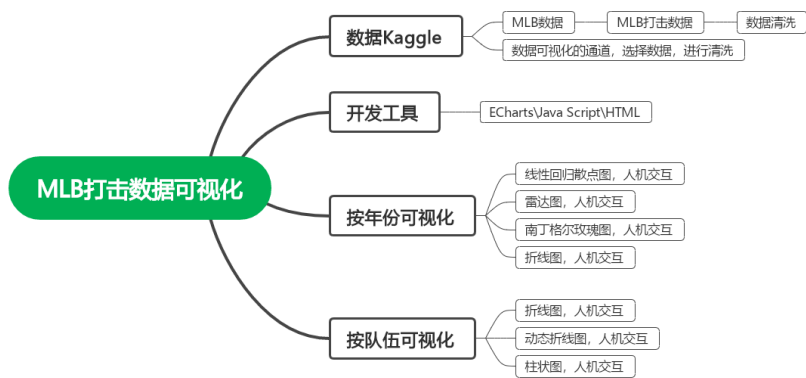 MLB打击数据可视化
数据Kaggle
MLB数据
MLB打击数据
数据清洗
数据可视化的通道，选择数据，进行清洗
开发工具
ECharts\Java Script\HTML
按年份可视化
线性回归散点图，人机交互
雷达图，人机交互
南丁格尔玫瑰图，人机交互
折线图，人机交互
按队伍可视化
折线图，人机交互
动态折线图，人机交互
柱状图，人机交互